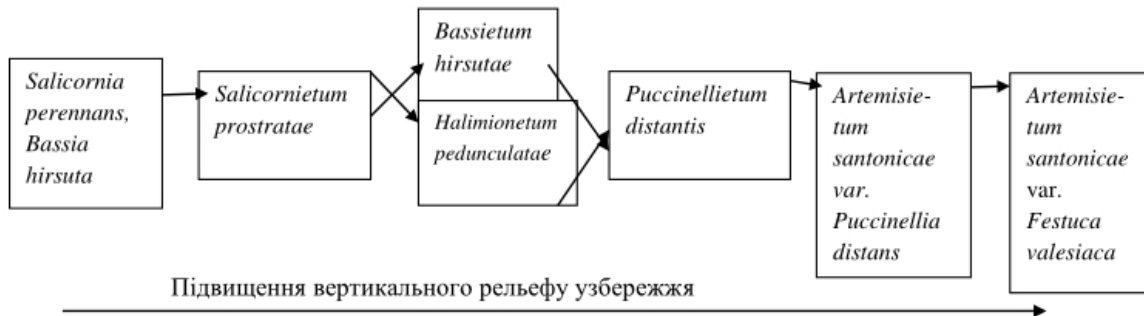 Salicornia
perennans,
Bassia
hirsuta
Salicornietum
prostratae
Bassietum
hirsutae
Halimionetum
pedunculatae
Puccinellietum
distantis
Artemisie-
tum
santonicae
var.
Puccinellia
distans
Artemisie-
tum
santonicae
var.
Festuca
valesiaca
Підвищення вертикального рельефу узбережжя